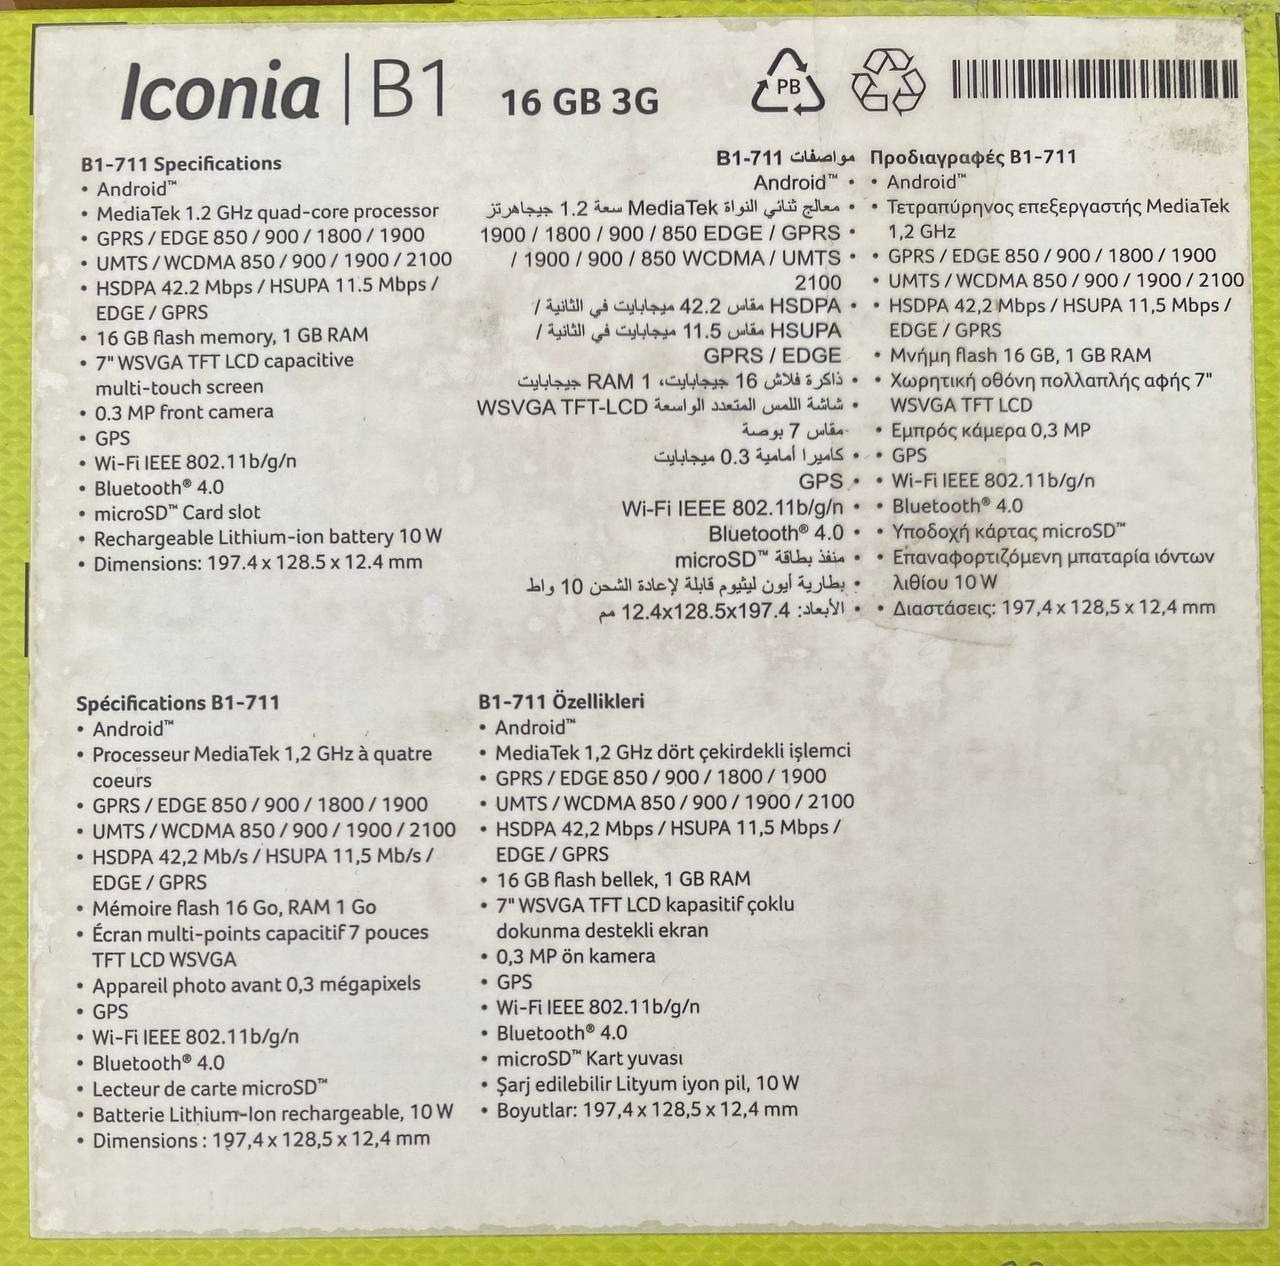 Iconia | B1 16 GB 3G
PB
B1-711 Specifications
• Android™
• MediaTek 1.2 GHz quad-core processor
• GPRS / EDGE 850 / 900 / 1800 / 1900
• UMTS / WCDMA 850 / 900 / 1900 / 2100
• HSDPA 42.2 Mbps / HSUPA 11.5 Mbps /
EDGE / GPRS
• 16 GB flash memory, 1 GB RAM
• 7" WSVGA TFT LCD capacitive
multi-touch screen
• 0.3 MP front camera
• GPS
• Wi-Fi IEEE 802.11b/g/n
• Bluetooth® 4.0
• microSD™ Card slot
• Rechargeable Lithium-ion battery 10 W
• Dimensions: 197.4 x 128.5 x 12.4 mm
مواصفات B1-711
• Android™
• معالج ثنائي النواة MediaTek سعة 1.2 جيجاهرتز
• 1900 / 1800 / 900 / 850 EDGE / GPRS
• / 1900 / 900 / 850 WCDMA / UMTS
2100
• HSDPA مقاس 42.2 ميجابايت في الثانية /
HSUPA مقاس 11.5 ميجابايت في الثانية /
GPRS / EDGE
• ذاكرة فلاش 16 جيجابايت، RAM 1 جيجابايت
• شاشة اللمس المتعدد الواسعة WSVGA TFT-LCD
مقاس 7 بوصة
• كاميرا أمامية 0.3 ميجابايت
• GPS
• Wi-Fi IEEE 802.11b/g/n
• Bluetooth® 4.0
• منفذ بطاقة microSD™
• بطارية أيون ليثيوم قابلة لإعادة الشحن 10 واط
• الأبعاد: 12.4x128.5x197.4 مم
Προδιαγραφές B1-711
• Android™
• Τετραπύρηνος επεξεργαστής MediaTek
1,2 GHz
• GPRS / EDGE 850 / 900 / 1800 / 1900
• UMTS / WCDMA 850 / 900 / 1900 / 2100
• HSDPA 42,2 Mbps / HSUPA 11,5 Mbps /
EDGE / GPRS
• Μνήμη flash 16 GB, 1 GB RAM
• Χωρητική οθόνη πολλαπλής αφής 7"
WSVGA TFT LCD
• Εμπρός κάμερα 0,3 MP
• GPS
• Wi-Fi IEEE 802.11b/g/n
• Bluetooth® 4.0
• Υποδοχή κάρτας microSD™
• Επαναφορτιζόμενη μπαταρία ιόντων
λιθίου 10 W
• Διαστάσεις: 197,4 x 128,5 x 12,4 mm
Spécifications B1-711
• Android™
• Processeur MediaTek 1,2 GHz à quatre
coeurs
• GPRS / EDGE 850 / 900 / 1800 / 1900
• UMTS / WCDMA 850 / 900 / 1900 / 2100
• HSDPA 42,2 Mb/s / HSUPA 11,5 Mb/s /
EDGE / GPRS
• Mémoire flash 16 Go, RAM 1 Go
• Écran multi-points capacitif 7 pouces
TFT LCD WSVGA
• Appareil photo avant 0,3 mégapixels
• GPS
• Wi-Fi IEEE 802.11b/g/n
• Bluetooth® 4.0
• Lecteur de carte microSD™
• Batterie Lithium-Ion rechargeable, 10 W
• Dimensions : 197,4 x 128,5 x 12,4 mm
B1-711 Özellikleri
• Android™
• MediaTek 1,2 GHz dört çekirdekli işlemci
• GPRS / EDGE 850 / 900 / 1800 / 1900
• UMTS / WCDMA 850 / 900 / 1900 / 2100
• HSDPA 42,2 Mbps / HSUPA 11,5 Mbps /
EDGE / GPRS
• 16 GB flash bellek, 1 GB RAM
• 7" WSVGA TFT LCD kapasitif çoklu
dokunma destekli ekran
• 0,3 MP ön kamera
• GPS
• Wi-Fi IEEE 802.11b/g/n
• Bluetooth® 4.0
• microSD™ Kart yuvası
• Şarj edilebilir Lityum iyon pil, 10 W
• Boyutlar: 197,4 x 128,5 x 12,4 mm